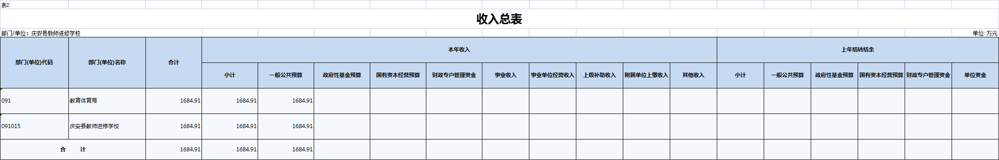 表2
收入总表
部门/单位：庆安县教师进修学校 单位:万元
部门(单位)代码 部门(单位)名称 合计 本年收入 上年结转结余
小计 一般公共预算 政府性基金预算 国有资本经营预算 财政专户管理资金 事业收入 事业单位经营收入 上级补助收入 附属单位上缴收入 其他收入 小计 一般公共预算 政府性基金预算 国有资本经营预算 财政专户管理资金 单位资金
091 教育体育局 1684.91 1684.91 1684.91
091015 庆安县教师进修学校 1684.91 1684.91 1684.91
合 计 1684.91 1684.91 1684.91